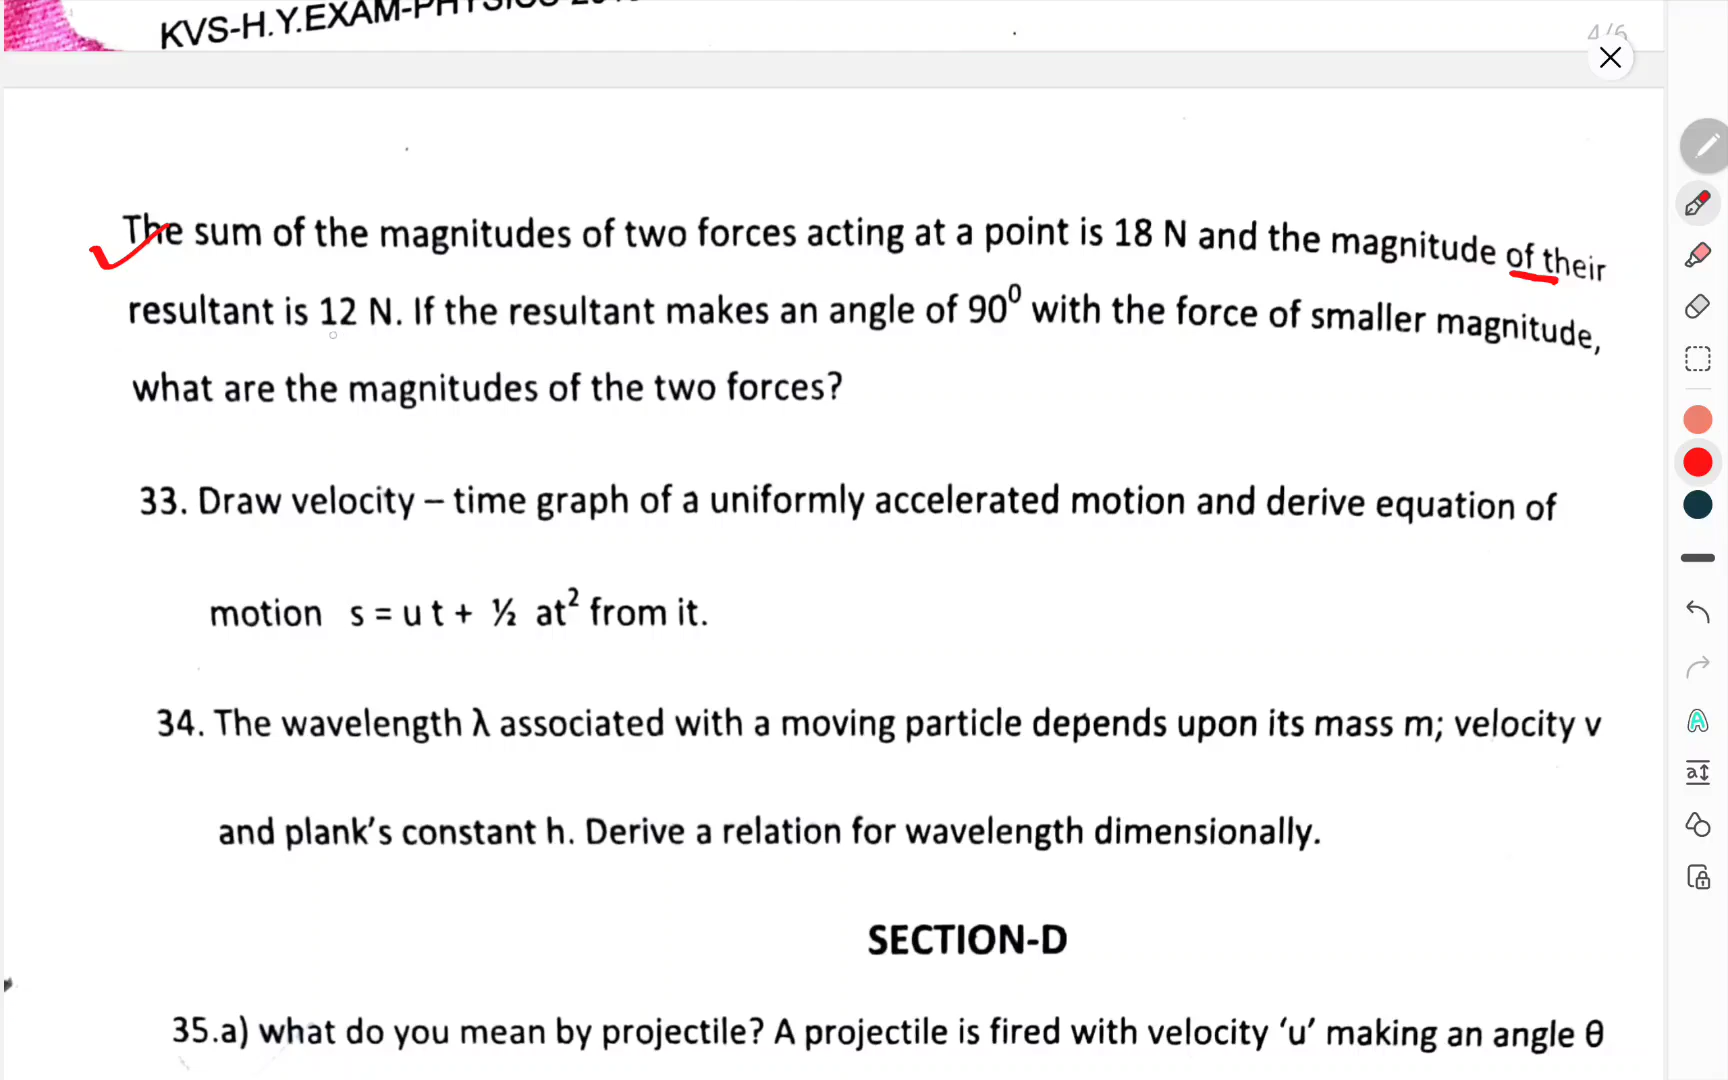 KVS-H.Y.EXAM-PHYSICS
4/6
The sum of the magnitudes of two forces acting at a point is 18 N and the magnitude of their
resultant is 12 N. If the resultant makes an angle of 90⁰ with the force of smaller magnitude,
what are the magnitudes of the two forces?
33. Draw velocity – time graph of a uniformly accelerated motion and derive equation of
motion s = u t + ½ at² from it.
34. The wavelength λ associated with a moving particle depends upon its mass m; velocity v
and plank's constant h. Derive a relation for wavelength dimensionally.
SECTION-D
35.a) what do you mean by projectile? A projectile is fired with velocity 'u' making an angle θ